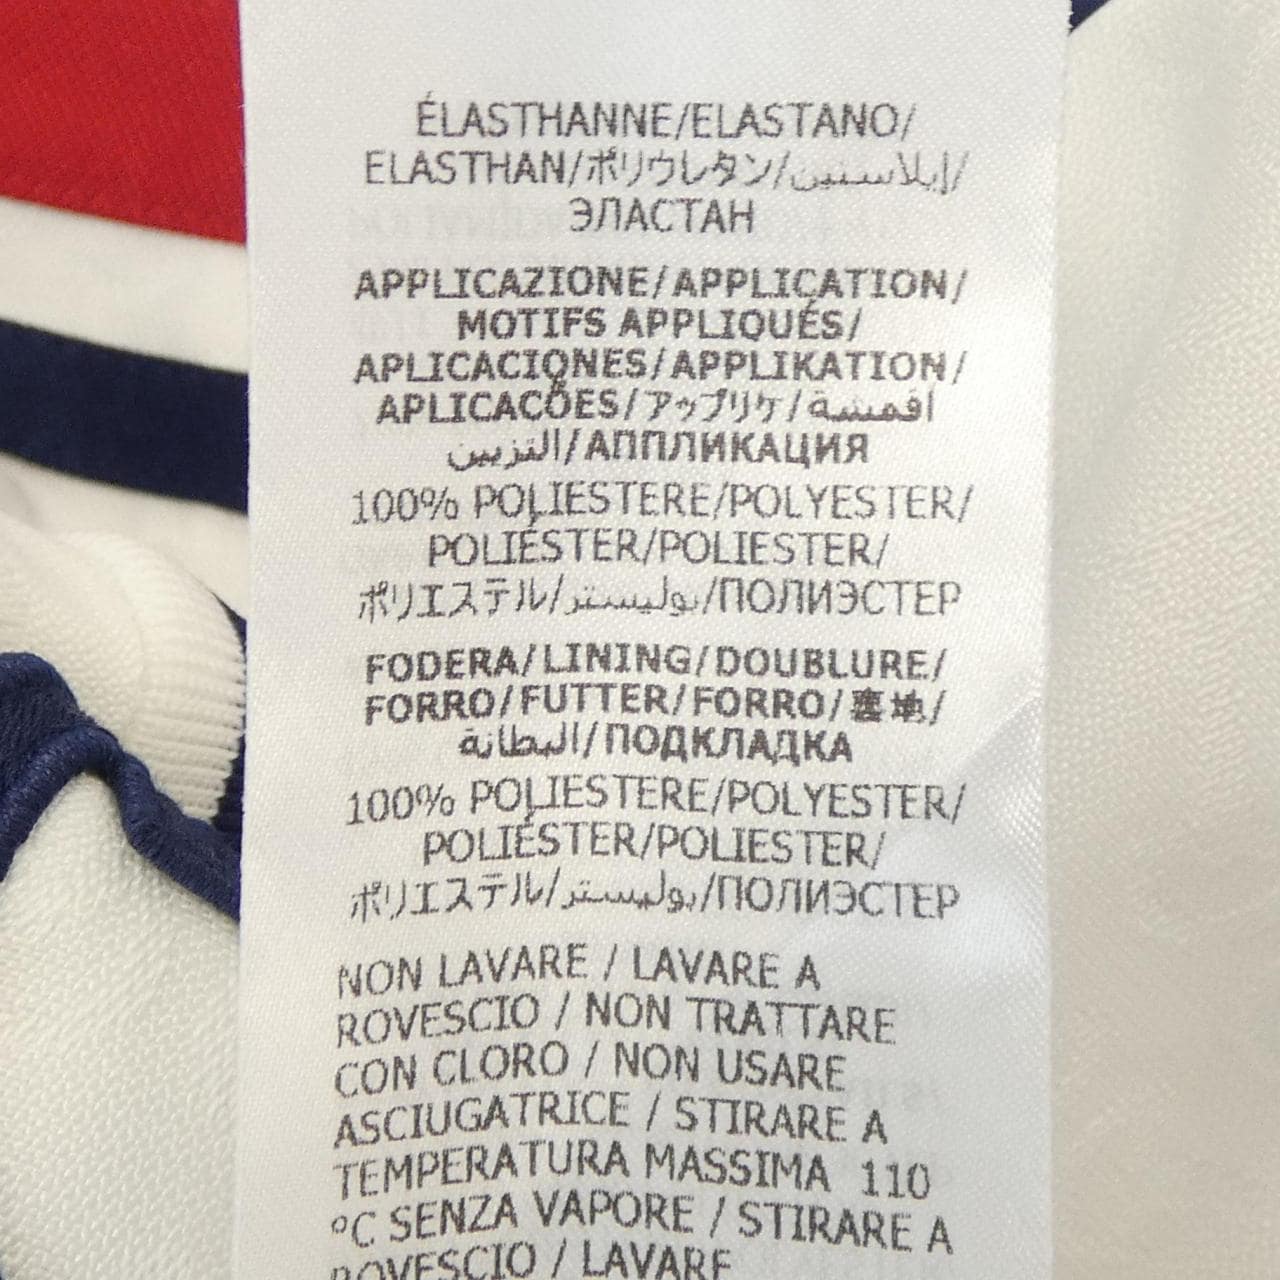 ÉLASTHANNE/ELASTANO/
ELASTHAN/ポリウレタン/إيلاستين/
ЭЛАСТАН
APPLICAZIONE/APPLICATION/
MOTIFS APPLIQUÉS/
APLICACIONES/APPLIKATION/
APLICACÕES/アップリケ/اقمشة
التزيين/АППЛИКАЦИЯ
100% POLIESTERE/POLYESTER/
POLIÉSTER/POLIESTER/
ポリエステル/بوليستر/ПОЛИЭСТЕР
FODERA/LINING/DOUBLURE/
FORRO/FUTTER/FORRO/裏地/
البطانة/ПОДКЛАДКА
100% POLIESTERE/POLYESTER/
POLIÉSTER/POLIESTER/
ポリエステル/بوليستر/ПОЛИЭСТЕР
NON LAVARE / LAVARE A
ROVESCIO / NON TRATTARE
CON CLORO / NON USARE
ASCIUGATRICE / STIRARE A
TEMPERATURA MASSIMA 110
°C SENZA VAPORE / STIRARE A
ROVESCIO / LAVARE